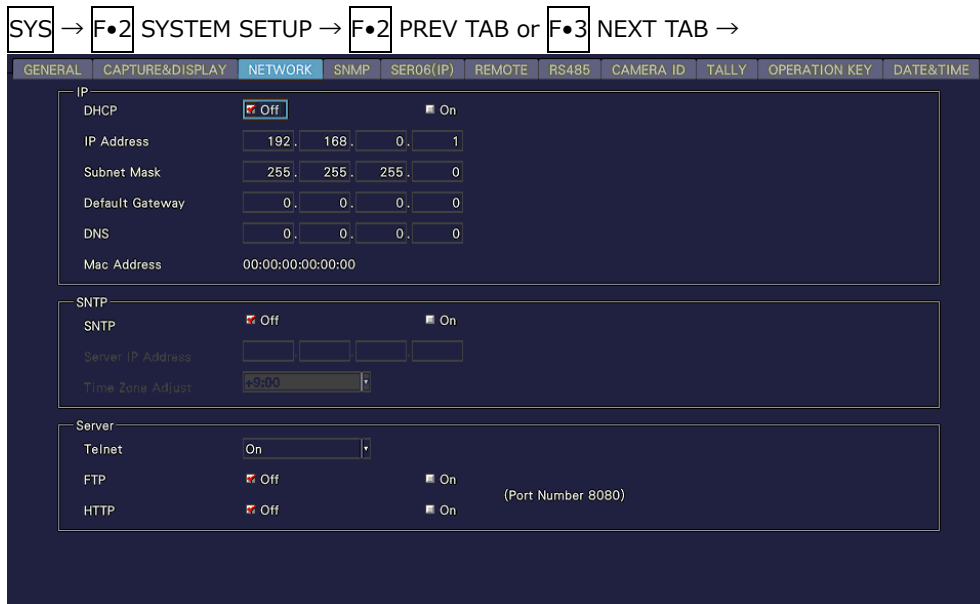 SYS → F•2 SYSTEM SETUP → F•2 PREV TAB or F•3 NEXT TAB →
GENERAL CAPTURE&DISPLAY NETWORK SNMP SER06(IP) REMOTE RS485 CAMERA ID TALLY OPERATION KEY DATE&TIME
IP
DHCP Off On
IP Address 192. 168. 0. 1
Subnet Mask 255. 255. 255. 0
Default Gateway 0. 0. 0. 0
DNS 0. 0. 0. 0
Mac Address 00:00:00:00:00:00
SNTP
SNTP Off On
Server IP Address . . .
Time Zone Adjust +9:00
Server
Telnet On
FTP Off On
(Port Number 8080)
HTTP Off On